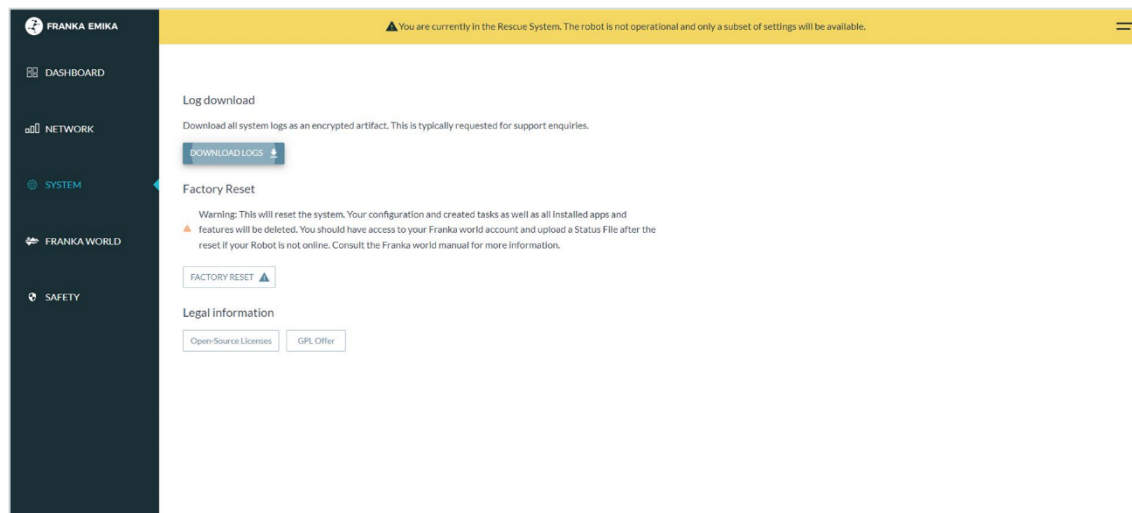 FRANKA EMIKA
You are currently in the Rescue System. The robot is not operational and only a subset of settings will be available.
DASHBOARD
NETWORK
SYSTEM
FRANKA WORLD
SAFETY
Log download
Download all system logs as an encrypted artifact. This is typically requested for support enquiries.
DOWNLOAD LOGS
Factory Reset
Warning: This will reset the system. Your configuration and created tasks as well as all installed apps and
features will be deleted. You should have access to your Franka world account and upload a Status File after the
reset if your Robot is not online. Consult the Franka world manual for more information.
FACTORY RESET
Legal information
Open-Source Licenses
GPL Offer